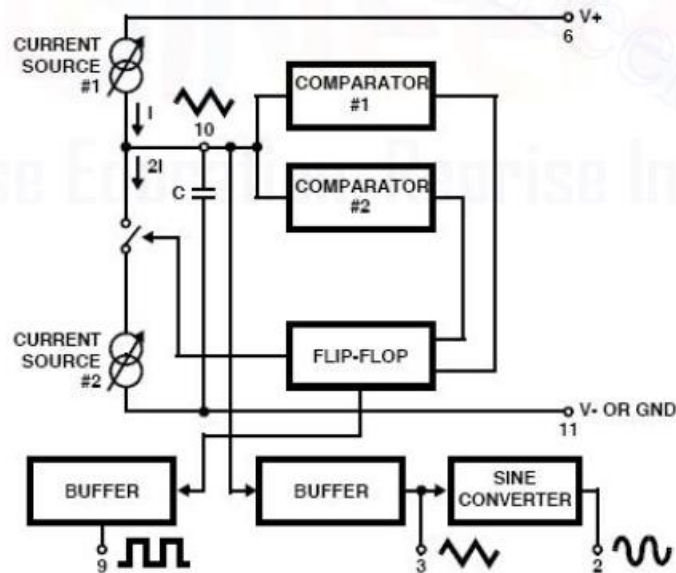 V+
6
CURRENT
SOURCE
#1
I
10
2I
C
COMPARATOR
#1
COMPARATOR
#2
CURRENT
SOURCE
#2
FLIP-FLOP
V- OR GND
11
BUFFER
BUFFER
SINE
CONVERTER
9
3
2